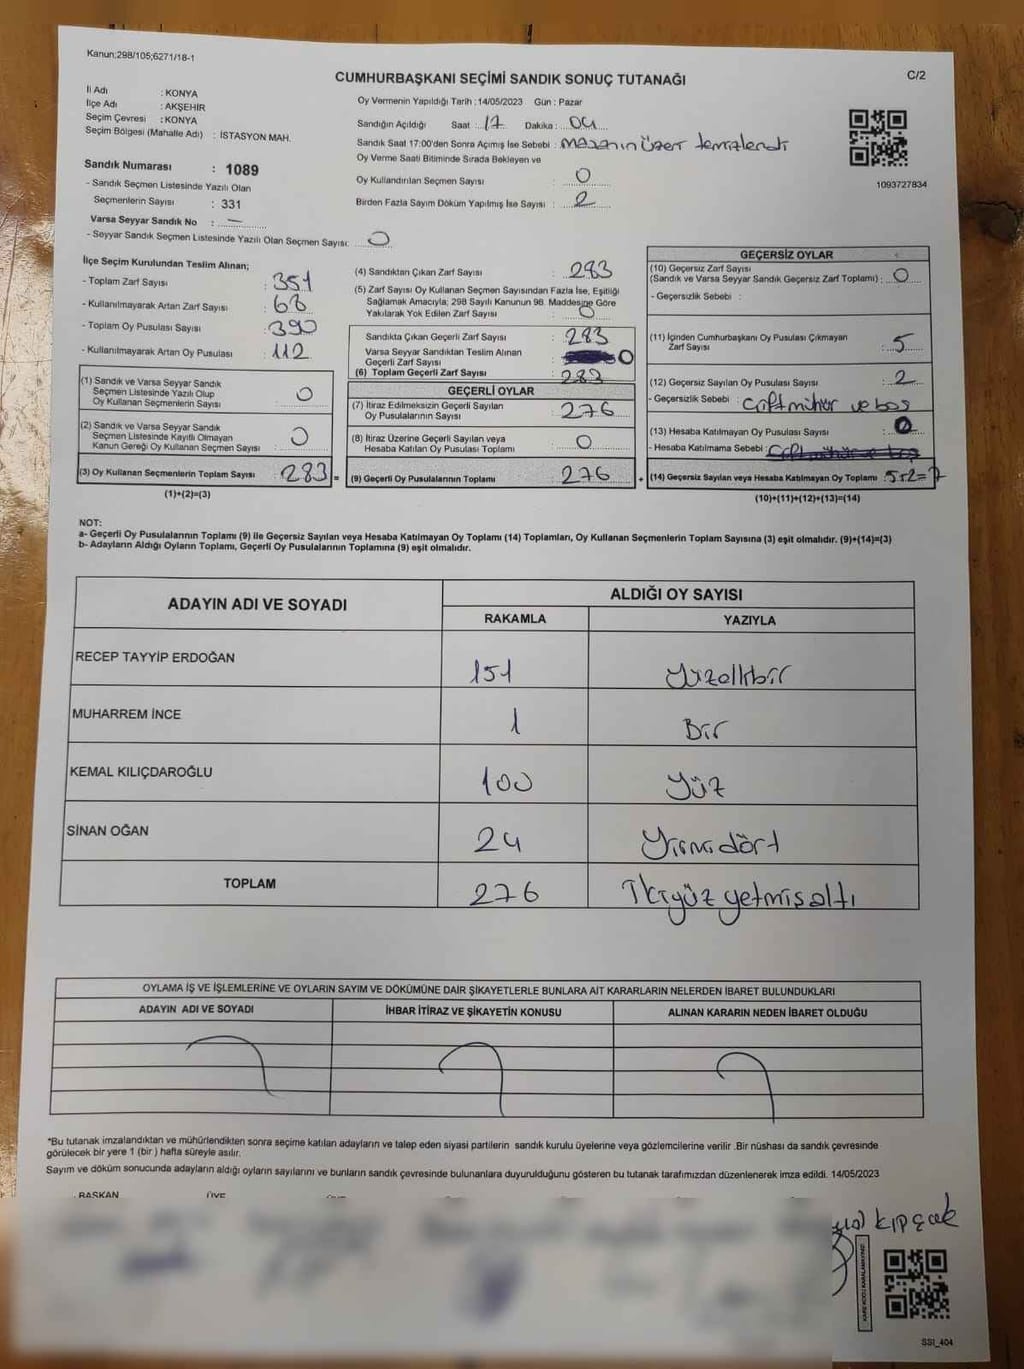 Kanun:298/105;6271/18-1
CUMHURBAŞKANI SEÇİMİ SANDIK SONUÇ TUTANAĞI
C/2
İl Adı : KONYA
İlçe Adı : AKŞEHİR
Seçim Çevresi : KONYA
Seçim Bölgesi (Mahalle Adı) : İSTASYON MAH.
Sandık Numarası : 1089
- Sandık Seçmen Listesinde Yazılı Olan
Seçmenlerin Sayısı : 331
Varsa Seyyar Sandık No : —
- Seyyar Sandık Seçmen Listesinde Yazılı Olan Seçmen Sayısı: 0
Oy Vermenin Yapıldığı Tarih :14/05/2023 Gün : Pazar
Sandığın Açıldığı Saat : 17 Dakika : 04
Sandık Saat 17:00'den Sonra Açımış İse Sebebi : masanın üzeri temizlendi
Oy Verme Saati Bitiminde Sırada Bekleyen ve
Oy Kullandırılan Seçmen Sayısı : 0
Birden Fazla Sayım Döküm Yapılmış İse Sayısı : 2
1093727834
İlçe Seçim Kurulundan Teslim Alınan;
- Toplam Zarf Sayısı : 351
- Kullanılmayarak Artan Zarf Sayısı : 68
- Toplam Oy Pusulası Sayısı : 390
- Kullanılmayarak Artan Oy Pusulası : 112
(1) Sandık ve Varsa Seyyar Sandık
Seçmen Listesinde Yazılı Olup
Oy Kullanan Seçmenlerin Sayısı : 0
(2) Sandık ve Varsa Seyyar Sandık
Seçmen Listesinde Kayıtlı Olmayan
Kanun Gereği Oy Kullanan Seçmen Sayısı : 0
(3) Oy Kullanan Seçmenlerin Toplam Sayısı : 283 =
(1)+(2)=(3)
(4) Sandıktan Çıkan Zarf Sayısı : 283
(5) Zarf Sayısı Oy Kullanan Seçmen Sayısından Fazla İse, Eşitliği
Sağlamak Amacıyla; 298 Sayılı Kanunun 98. Maddesine Göre
Yakılarak Yok Edilen Zarf Sayısı : 0
Sandıkta Çıkan Geçerli Zarf Sayısı : 283
Varsa Seyyar Sandıktan Teslim Alınan
Geçerli Zarf Sayısı 0
(6) Toplam Geçerli Zarf Sayısı : 283
GEÇERLİ OYLAR
(7) İtiraz Edilmeksizin Geçerli Sayılan
Oy Pusulalarının Sayısı : 276
(8) İtiraz Üzerine Geçerli Sayılan veya
Hesaba Katılan Oy Pusulası Toplamı : 0
(9) Geçerli Oy Pusulalarının Toplamı : 276 +
GEÇERSİZ OYLAR
(10) Geçersiz Zarf Sayısı
(Sandık ve Varsa Seyyar Sandık Geçersiz Zarf Toplamı) : 0
- Geçersizlik Sebebi :
(11) İçinden Cumhurbaşkanı Oy Pusulası Çıkmayan
Zarf Sayısı : 5
(12) Geçersiz Sayılan Oy Pusulası Sayısı : 2
- Geçersizlik Sebebi : Çift mühür ve boş
(13) Hesaba Katılmayan Oy Pusulası Sayısı : 0
- Hesaba Katılmama Sebebi :
(14) Geçersiz Sayılan veya Hesaba Katılmayan Oy Toplamı : 5+2=7
(10)+(11)+(12)+(13)=(14)
NOT:
a- Geçerli Oy Pusulalarının Toplamı (9) ile Geçersiz Sayılan veya Hesaba Katılmayan Oy Toplamı (14) Toplamları, Oy Kullanan Seçmenlerin Toplam Sayısına (3) eşit olmalıdır. (9)+(14)=(3)
b- Adayların Aldığı Oyların Toplamı, Geçerli Oy Pusulalarının Toplamına (9) eşit olmalıdır.
ADAYIN ADI VE SOYADI
ALDIĞI OY SAYISI
RAKAMLA YAZIYLA
RECEP TAYYİP ERDOĞAN 151 Yüzellibir
MUHARREM İNCE 1 Bir
KEMAL KILIÇDAROĞLU 100 Yüz
SİNAN OĞAN 24 Yirmidört
TOPLAM 276 İkiyüz yetmişaltı
OYLAMA İŞ VE İŞLEMLERİNE VE OYLARIN SAYIM VE DÖKÜMÜNE DAİR ŞİKAYETLERLE BUNLARA AİT KARARLARIN NELERDEN İBARET BULUNDUKLARI
ADAYIN ADI VE SOYADI İHBAR İTİRAZ VE ŞİKAYETİN KONUSU ALINAN KARARIN NEDEN İBARET OLDUĞU
*Bu tutanak imzalandıktan ve mühürlendikten sonra seçime katılan adayların ve talep eden siyasi partilerin sandık kurulu üyelerine veya gözlemcilerine verilir .Bir nüshası da sandık çevresinde
görülecek bir yere 1 (bir ) hafta süreyle asılır.
Sayım ve döküm sonucunda adayların aldığı oyların sayılarını ve bunların sandık çevresinde bulunanlara duyurulduğunu gösteren bu tutanak tarafımızdan düzenlenerek imza edildi. 14/05/2023
BAŞKAN ÜYE
Kıpçak
KARE KODU KARALAMAYINIZ!
SSI_404